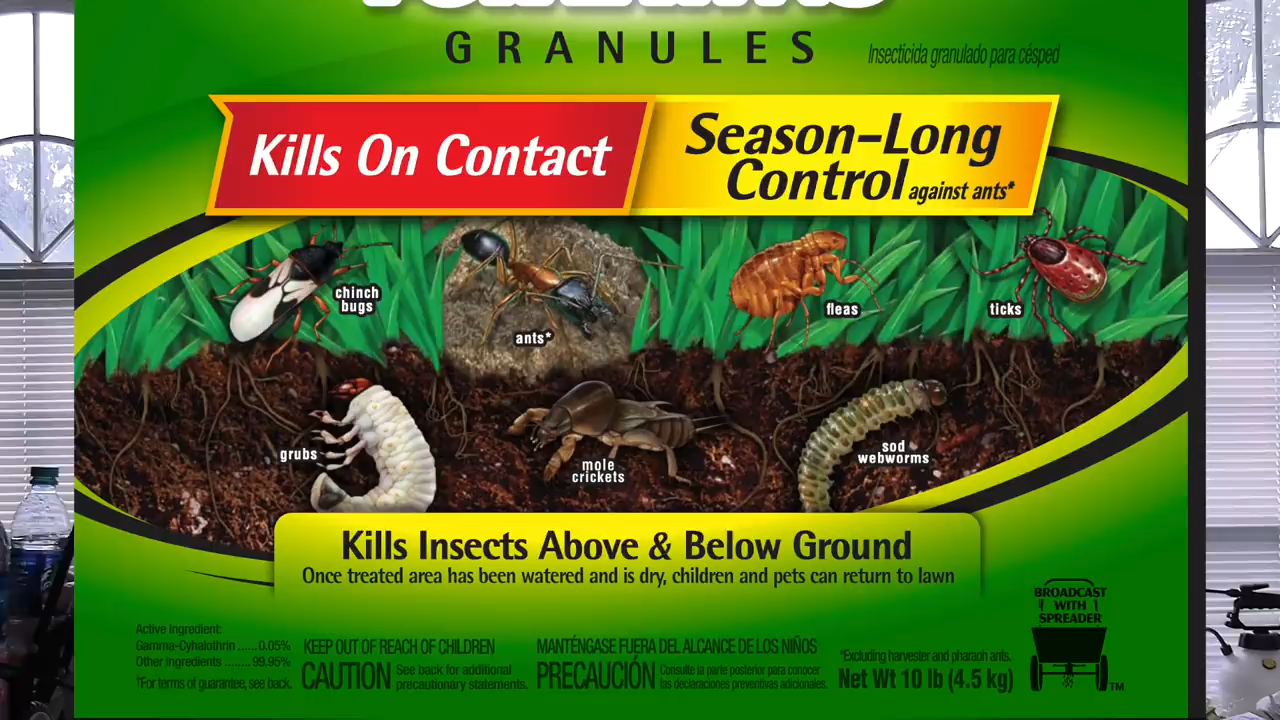 GRANULES
Insecticida granulado para césped
Kills On Contact
Season-Long
Control against ants*
chinch
bugs
ants*
fleas
ticks
grubs
mole
crickets
sod
webworms
Kills Insects Above & Below Ground
Once treated area has been watered and is dry, children and pets can return to lawn
BROADCAST
WITH
SPREADER
Active Ingredient:
Gamma-Cyhalothrin ...... 0.05%
Other Ingredients ........ 99.95%
†For terms of guarantee, see back.
KEEP OUT OF REACH OF CHILDREN
CAUTION See back for additional
precautionary statements.
MANTÉNGASE FUERA DEL ALCANCE DE LOS NIÑOS
PRECAUCIÓN Consulte la parte posterior para conocer
las declaraciones preventivas adicionales.
*Excluding harvester and pharaoh ants.
Net Wt 10 lb (4.5 kg)
TM